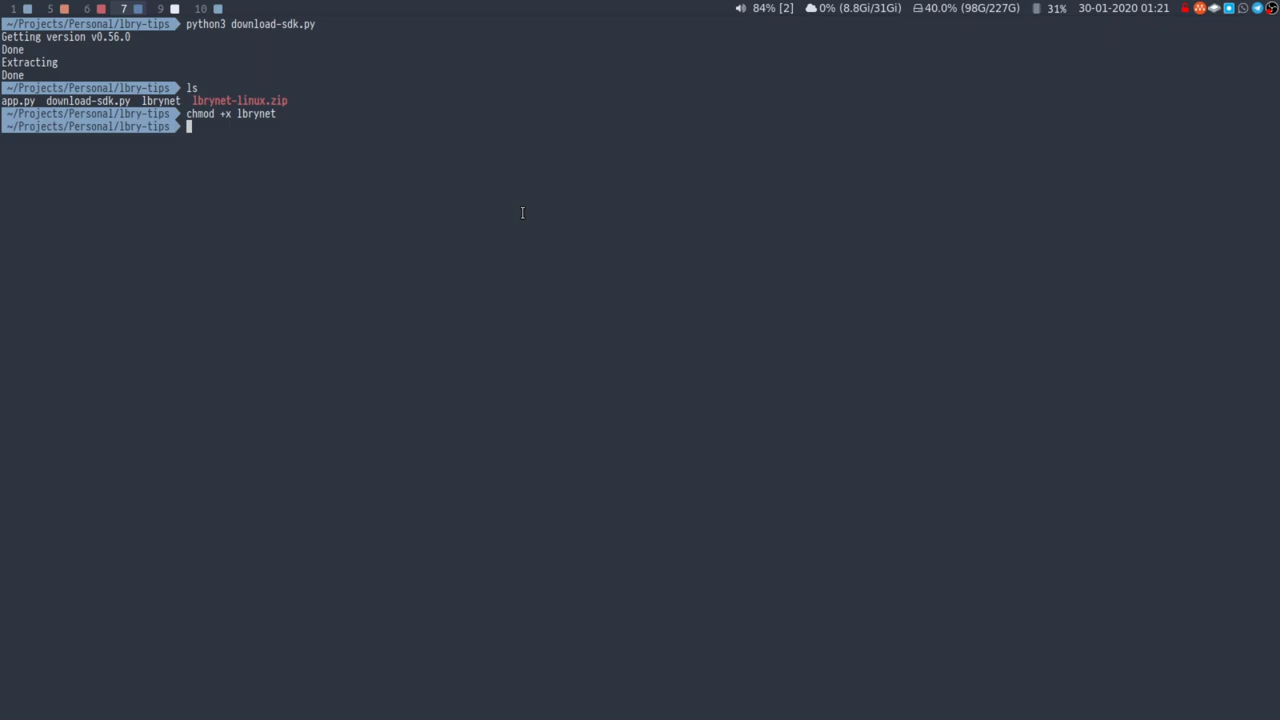 1 5 6 7 9 10 84% [2] 0% (8.8Gi/31Gi) 40.0% (98G/227G) 31% 30-01-2020 01:21
~/Projects/Personal/lbry-tips python3 download-sdk.py
Getting version v0.56.0
Done
Extracting
Done
~/Projects/Personal/lbry-tips ls
app.py download-sdk.py lbrynet lbrynet-linux.zip
~/Projects/Personal/lbry-tips chmod +x lbrynet
~/Projects/Personal/lbry-tips